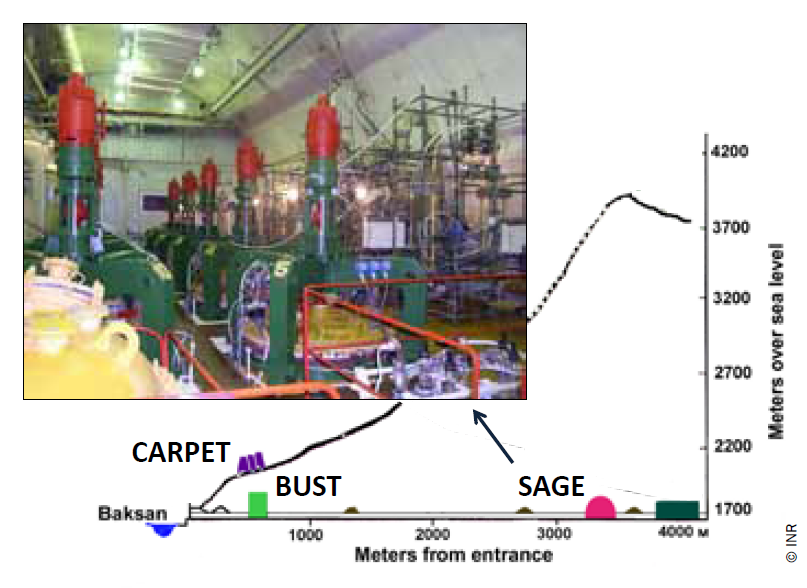 4200
3700
3200
2700
2200
1700
Meters over sea level
CARPET
BUST
SAGE
Baksan
1000
2000
3000
4000 м
Meters from entrance
© INR